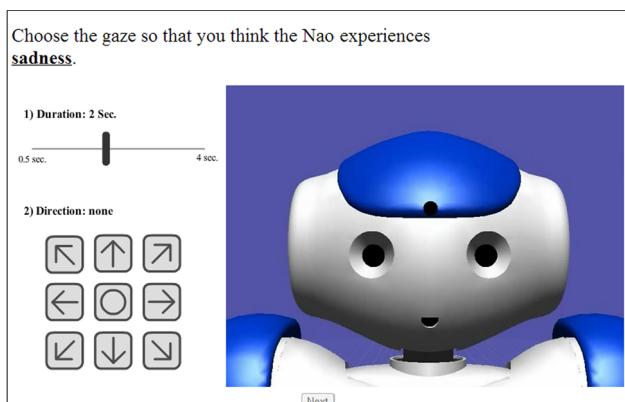 Choose the gaze so that you think the Nao experiences
sadness.
1) Duration: 2 Sec.
0.5 sec.
4 sec.
2) Direction: none
Next